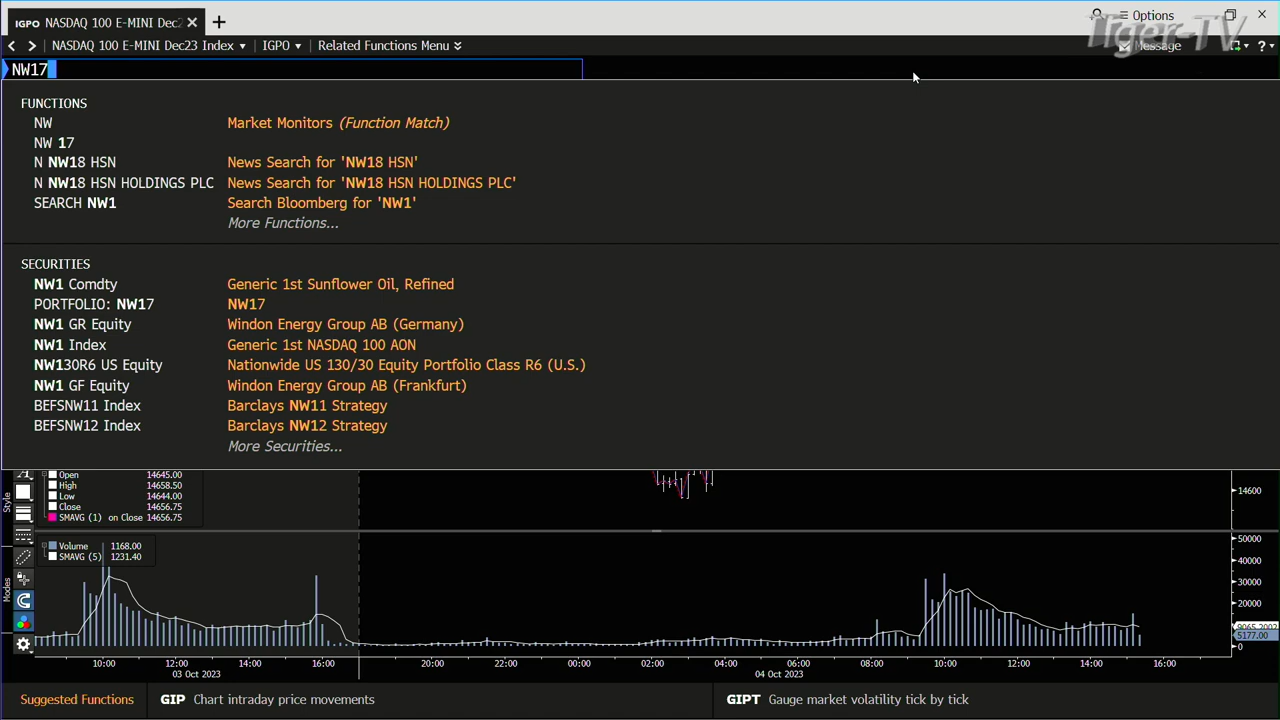 IGPO NASDAQ 100 E-MINI Dec2 × +
Options
Tiger-TV
NASDAQ 100 E-MINI Dec23 Index IGPO Related Functions Menu
Message ?
NW17
FUNCTIONS
NW Market Monitors (Function Match)
NW 17
N NW18 HSN News Search for 'NW18 HSN'
N NW18 HSN HOLDINGS PLC News Search for 'NW18 HSN HOLDINGS PLC'
SEARCH NW1 Search Bloomberg for 'NW1'
More Functions...
SECURITIES
NW1 Comdty Generic 1st Sunflower Oil, Refined
PORTFOLIO: NW17 NW17
NW1 GR Equity Windon Energy Group AB (Germany)
NW1 Index Generic 1st NASDAQ 100 AON
NW130R6 US Equity Nationwide US 130/30 Equity Portfolio Class R6 (U.S.)
NW1 GF Equity Windon Energy Group AB (Frankfurt)
BEFSNW11 Index Barclays NW11 Strategy
BEFSNW12 Index Barclays NW12 Strategy
More Securities...
Style
Open 14645.00
High 14658.50
Low 14644.00
Close 14656.75
SMAVG (1) on Close 14656.75
14600
Modes
Volume 1168.00
SMAVG (5) 1231.40
50000
40000
30000
20000
9065.2002
5177.00
0
10:00 12:00 14:00 16:00 20:00 22:00 00:00 02:00 04:00 06:00 08:00 10:00 12:00 14:00 16:00
03 Oct 2023 04 Oct 2023
Suggested Functions GIP Chart intraday price movements GIPT Gauge market volatility tick by tick